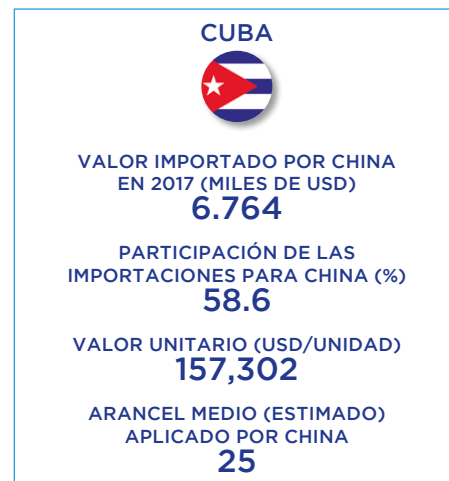 CUBA
VALOR IMPORTADO POR CHINA
EN 2017 (MILES DE USD)
6.764
PARTICIPACIÓN DE LAS
IMPORTACIONES PARA CHINA (%)
58.6
VALOR UNITARIO (USD/UNIDAD)
157,302
ARANCEL MEDIO (ESTIMADO)
APLICADO POR CHINA
25